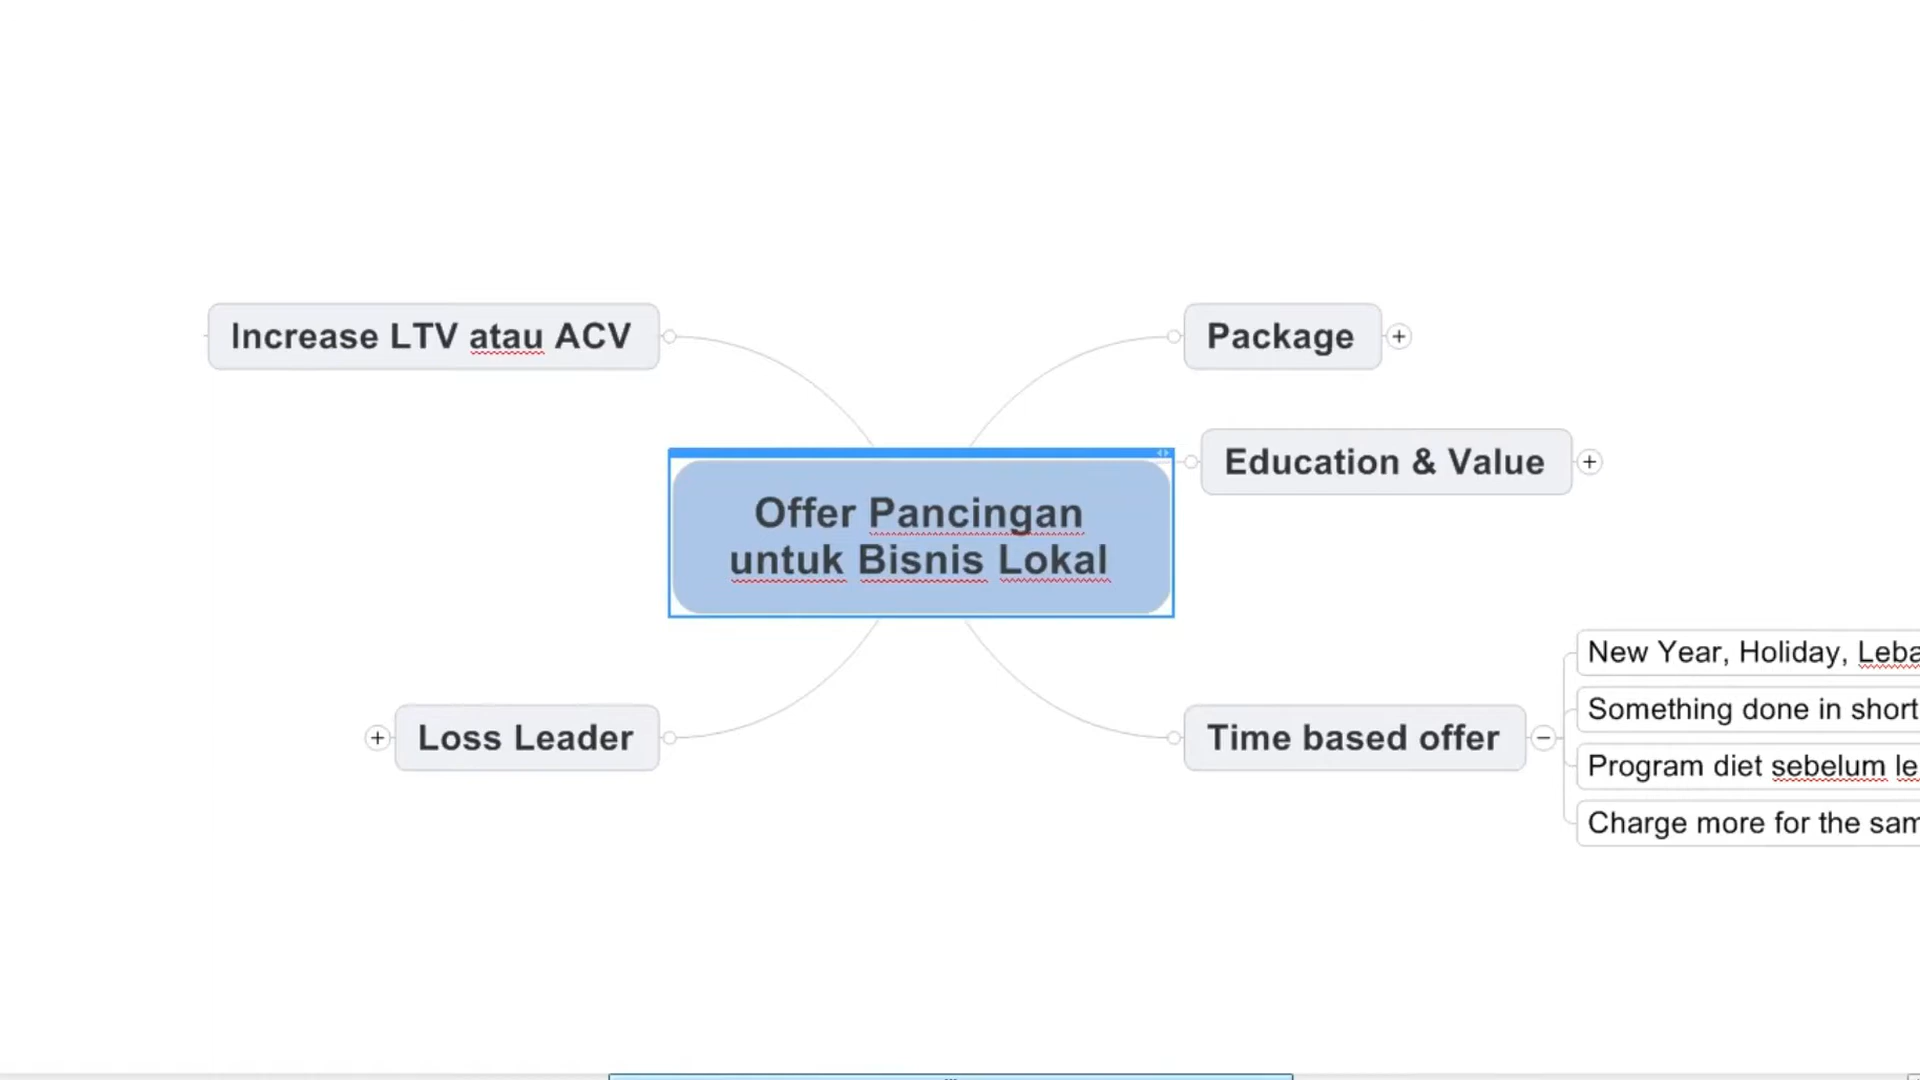 Increase LTV atau ACV
Package
Education & Value
Offer Pancingan
untuk Bisnis Lokal
Loss Leader
Time based offer
New Year, Holiday,
Something done in short
Program diet sebelum
Charge more for the